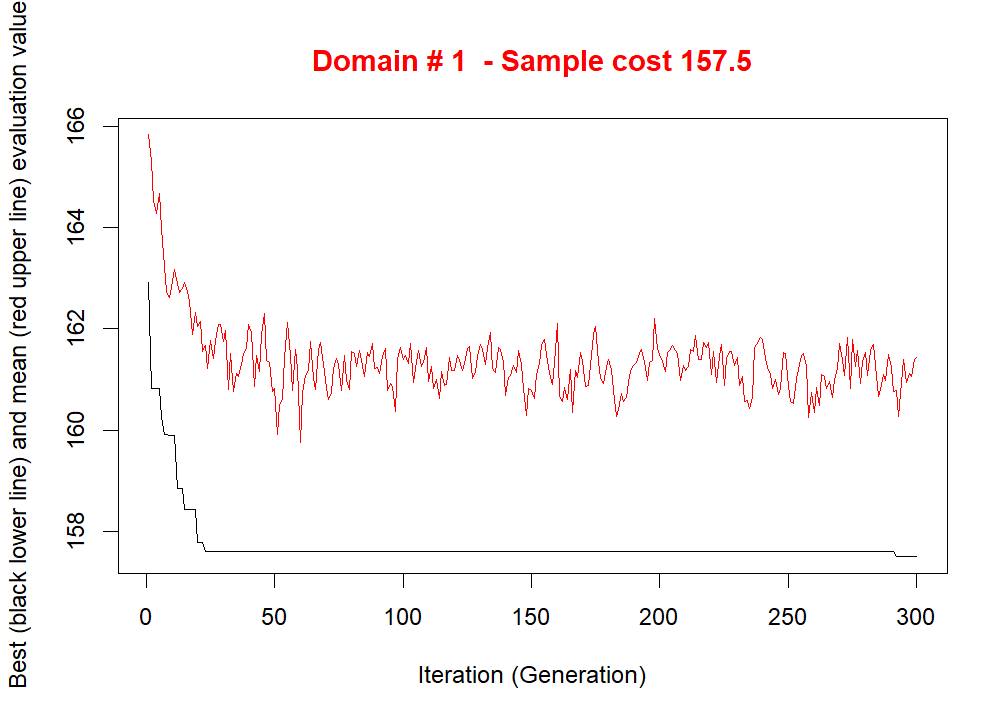 Domain # 1  - Sample cost 157.5
Best (black lower line) and mean (red upper line) evaluation value
166
164
162
160
158
0 50 100 150 200 250 300
Iteration (Generation)